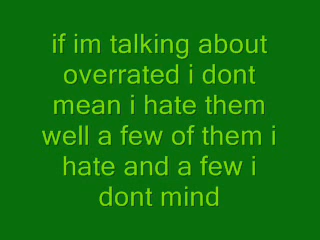 if im talking about
overrated i dont
mean i hate them
well a few of them i
hate and a few i
dont mind